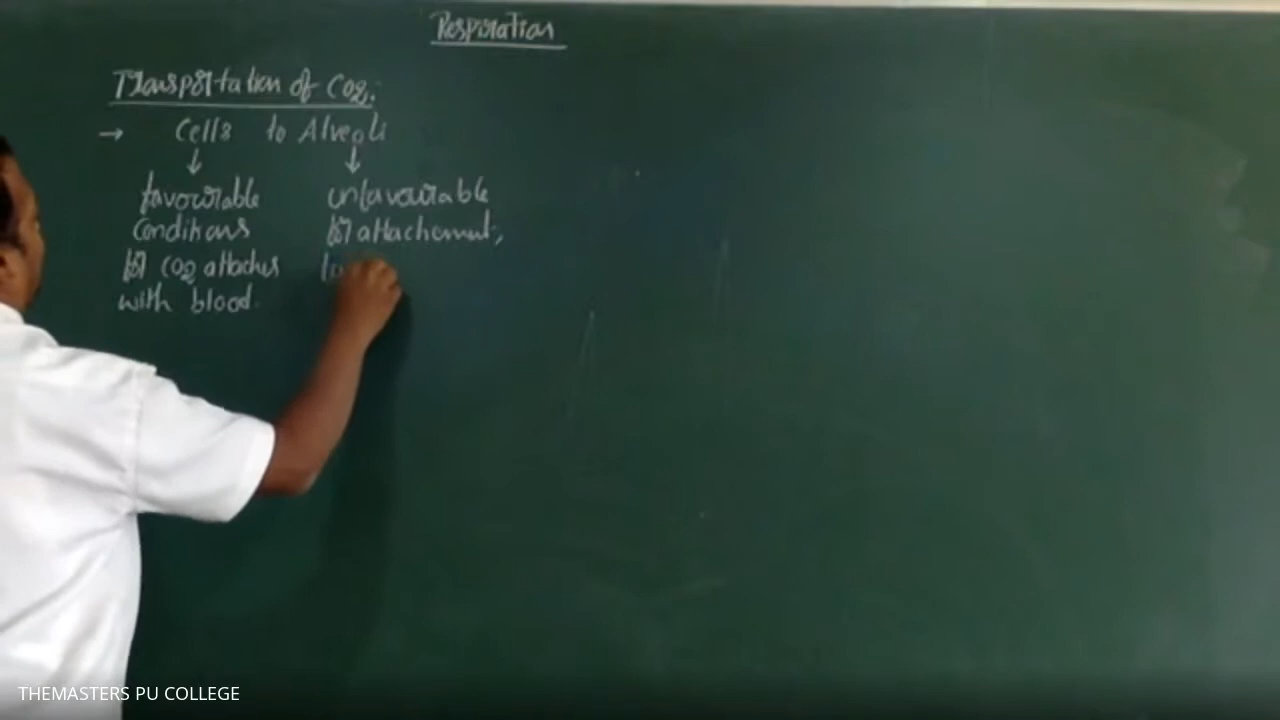 Respiration
Transportation of CO2:
→ Cells to Alveoli
↓ ↓
favourable unfavourable
Conditions for attachemnt,
for CO2 attaches
with blood.
THEMASTERS PU COLLEGE